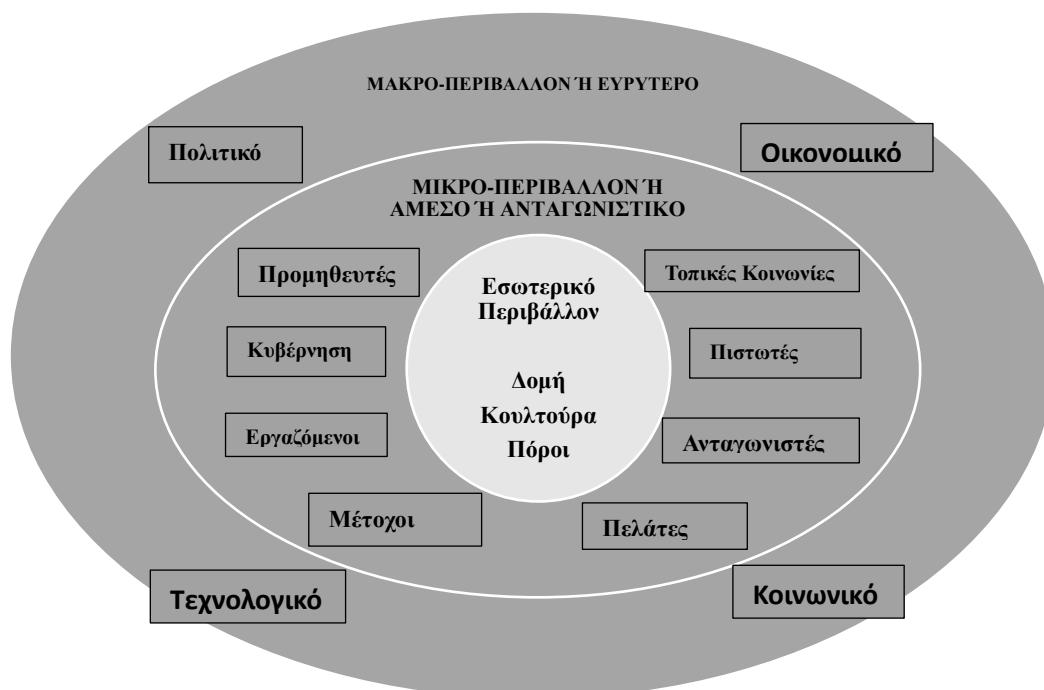 ΜΑΚΡΟ-ΠΕΡΙΒΑΛΛΟΝ Ή ΕΥΡΥΤΕΡΟ
Πολιτικό
Οικονομικό
ΜΙΚΡΟ-ΠΕΡΙΒΑΛΛΟΝ Ή
ΑΜΕΣΟ Ή ΑΝΤΑΓΩΝΙΣΤΙΚΟ
Προμηθευτές
Εσωτερικό
Περιβάλλον
Τοπικές Κοινωνίες
Κυβέρνηση
Πιστωτές
Δομή
Κουλτούρα
Πόροι
Εργαζόμενοι
Ανταγωνιστές
Μέτοχοι
Πελάτες
Τεχνολογικό
Κοινωνικό